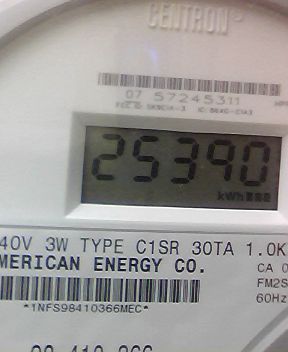 CENTRON®
07 57245311
25390
kWh
40V 3W TYPE C1SR 30TA 1.0K
MERICAN ENERGY CO.
CA 0
FM2S
60Hz
*1NFS98410366MEC*